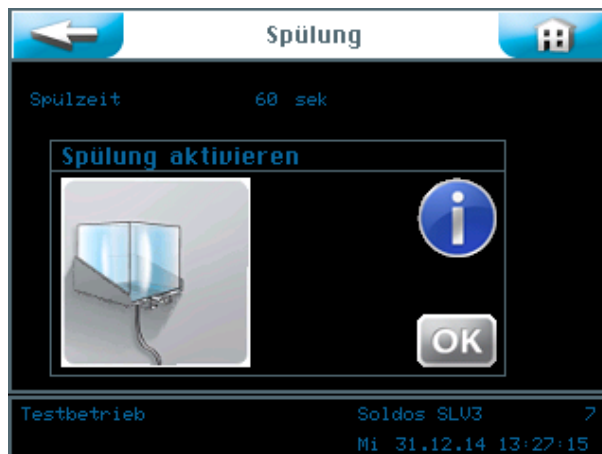 Spülung
Spülzeit 60 sek
Spülung aktivieren
i
OK
Testbetrieb Soldos SLV3 7
Mi 31.12.14 13:27:15